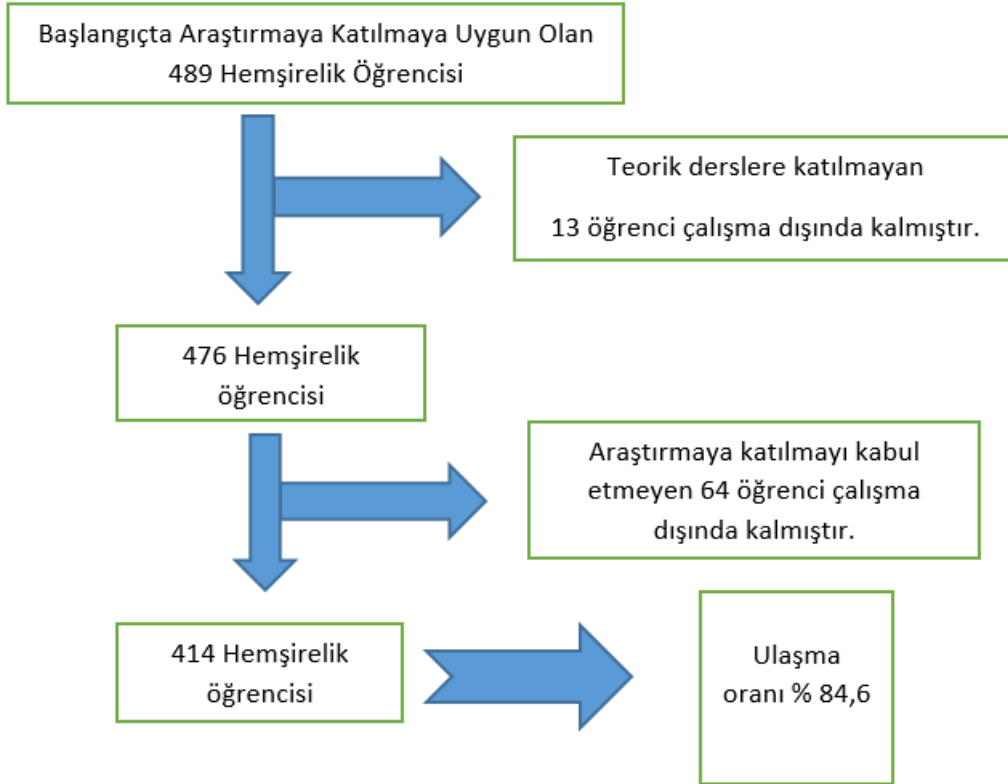 Başlangıçta Araştırmaya Katılmaya Uygun Olan
489 Hemşirelik Öğrencisi
Teorik derslere katılmayan
13 öğrenci çalışma dışında kalmıştır.
476 Hemşirelik
öğrencisi
Araştırmaya katılmayı kabul
etmeyen 64 öğrenci çalışma
dışında kalmıştır.
414 Hemşirelik
öğrencisi
Ulaşma
oranı % 84,6